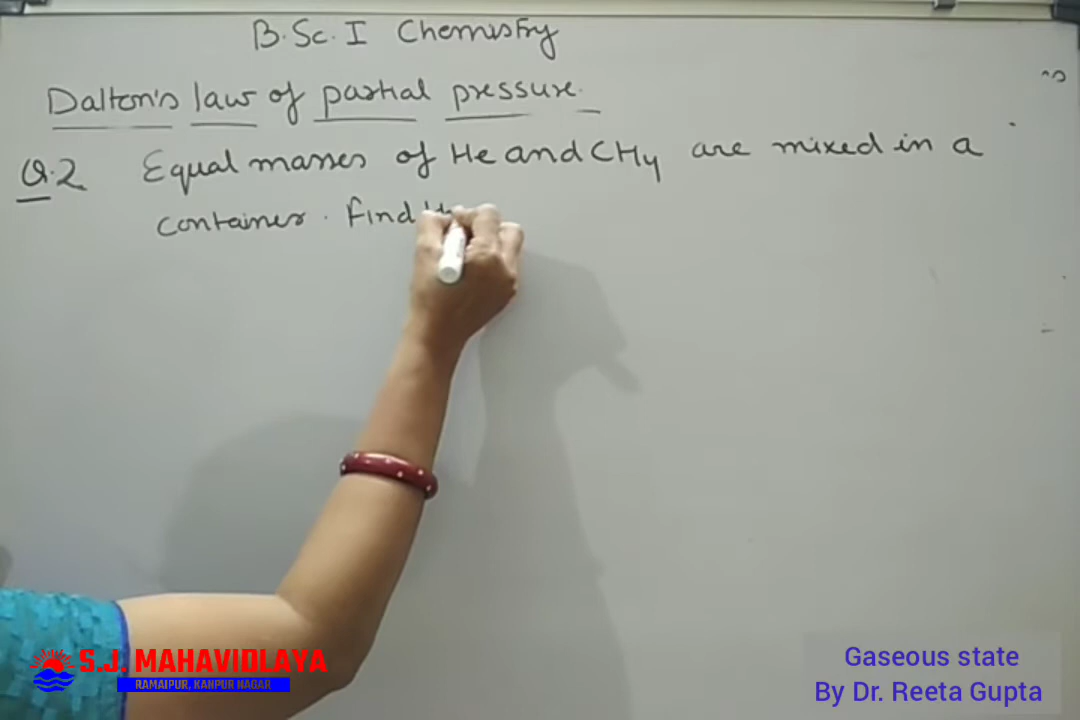 B.Sc. I Chemistry
Dalton's law of partial pressure.
Q.2 Equal masses of He and CH4 are mixed in a
container. Find
S.J. MAHAVIDLAYA
RAMAIPUR, KANPUR NAGAR
Gaseous state
By Dr. Reeta Gupta